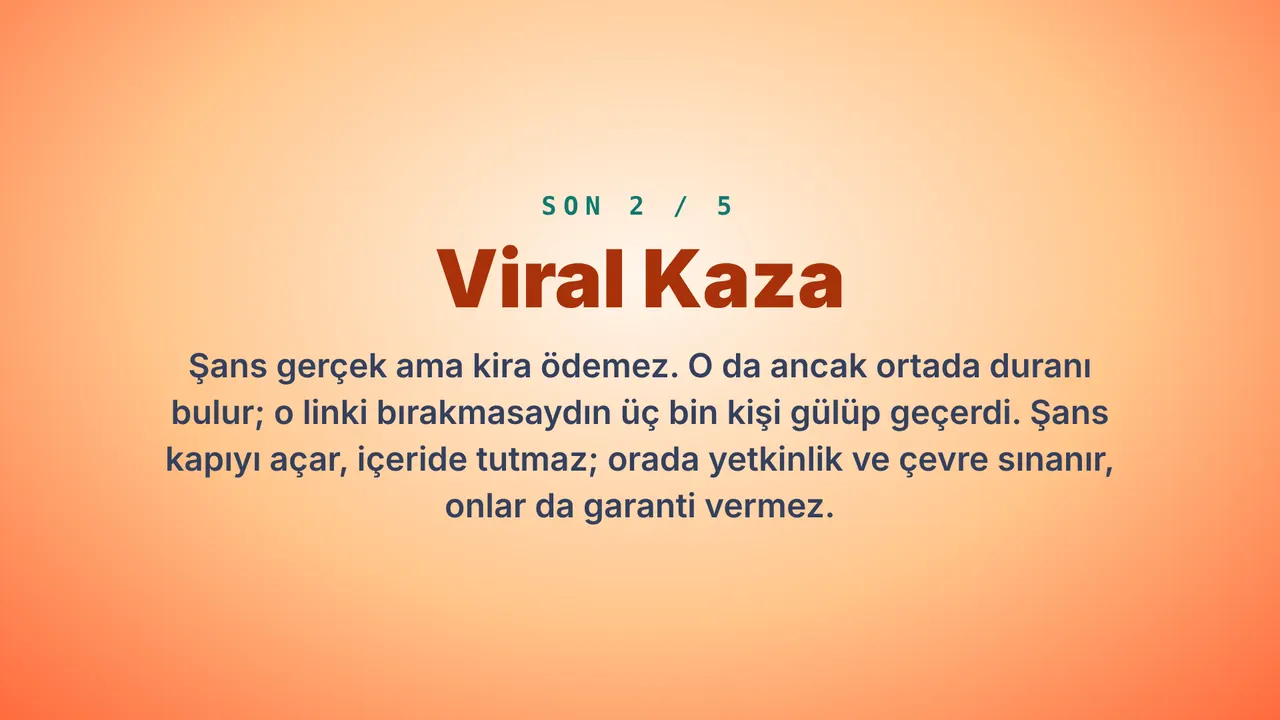 SON 2 / 5
Viral Kaza
Şans gerçek ama kira ödemez. O da ancak ortada duranı
bulur; o linki bırakmasaydın üç bin kişi gülüp geçerdi. Şans
kapıyı açar, içeride tutmaz; orada yetkinlik ve çevre sınanır,
onlar da garanti vermez.